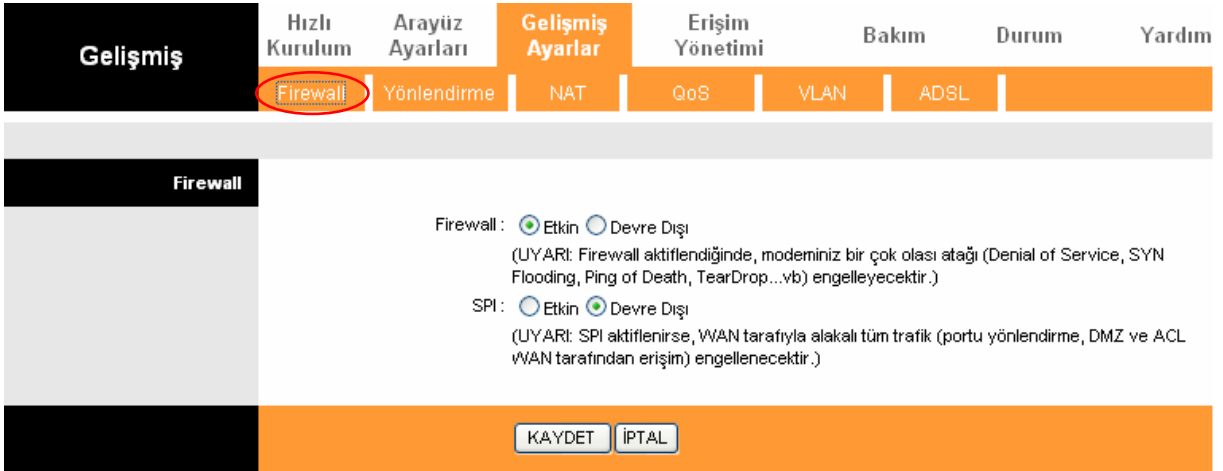 Gelişmiş
Hızlı Kurulum
Arayüz Ayarları
Gelişmiş Ayarlar
Erişim Yönetimi
Bakım
Durum
Yardım
Firewall
Yönlendirme
NAT
QoS
VLAN
ADSL
Firewall
Firewall : Etkin Devre Dışı
(UYARI: Firewall aktiflendiğinde, modeminiz bir çok olası atağı (Denial of Service, SYN
Flooding, Ping of Death, TearDrop...vb) engelleyecektir.)
SPI : Etkin Devre Dışı
(UYARI: SPI aktiflenirse, WAN tarafıyla alakalı tüm trafik (portu yönlendirme, DMZ ve ACL
WAN tarafından erişim) engellenecektir.)
KAYDET
İPTAL